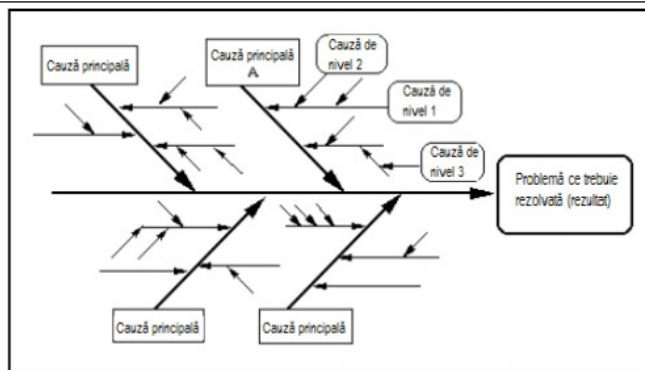 Cauză principală
Cauză principală
A
Cauză de
nivel 2
Cauză de
nivel 1
Cauză de
nivel 3
Problemă ce trebuie
rezolvată (rezultat)
Cauză principală
Cauză principală